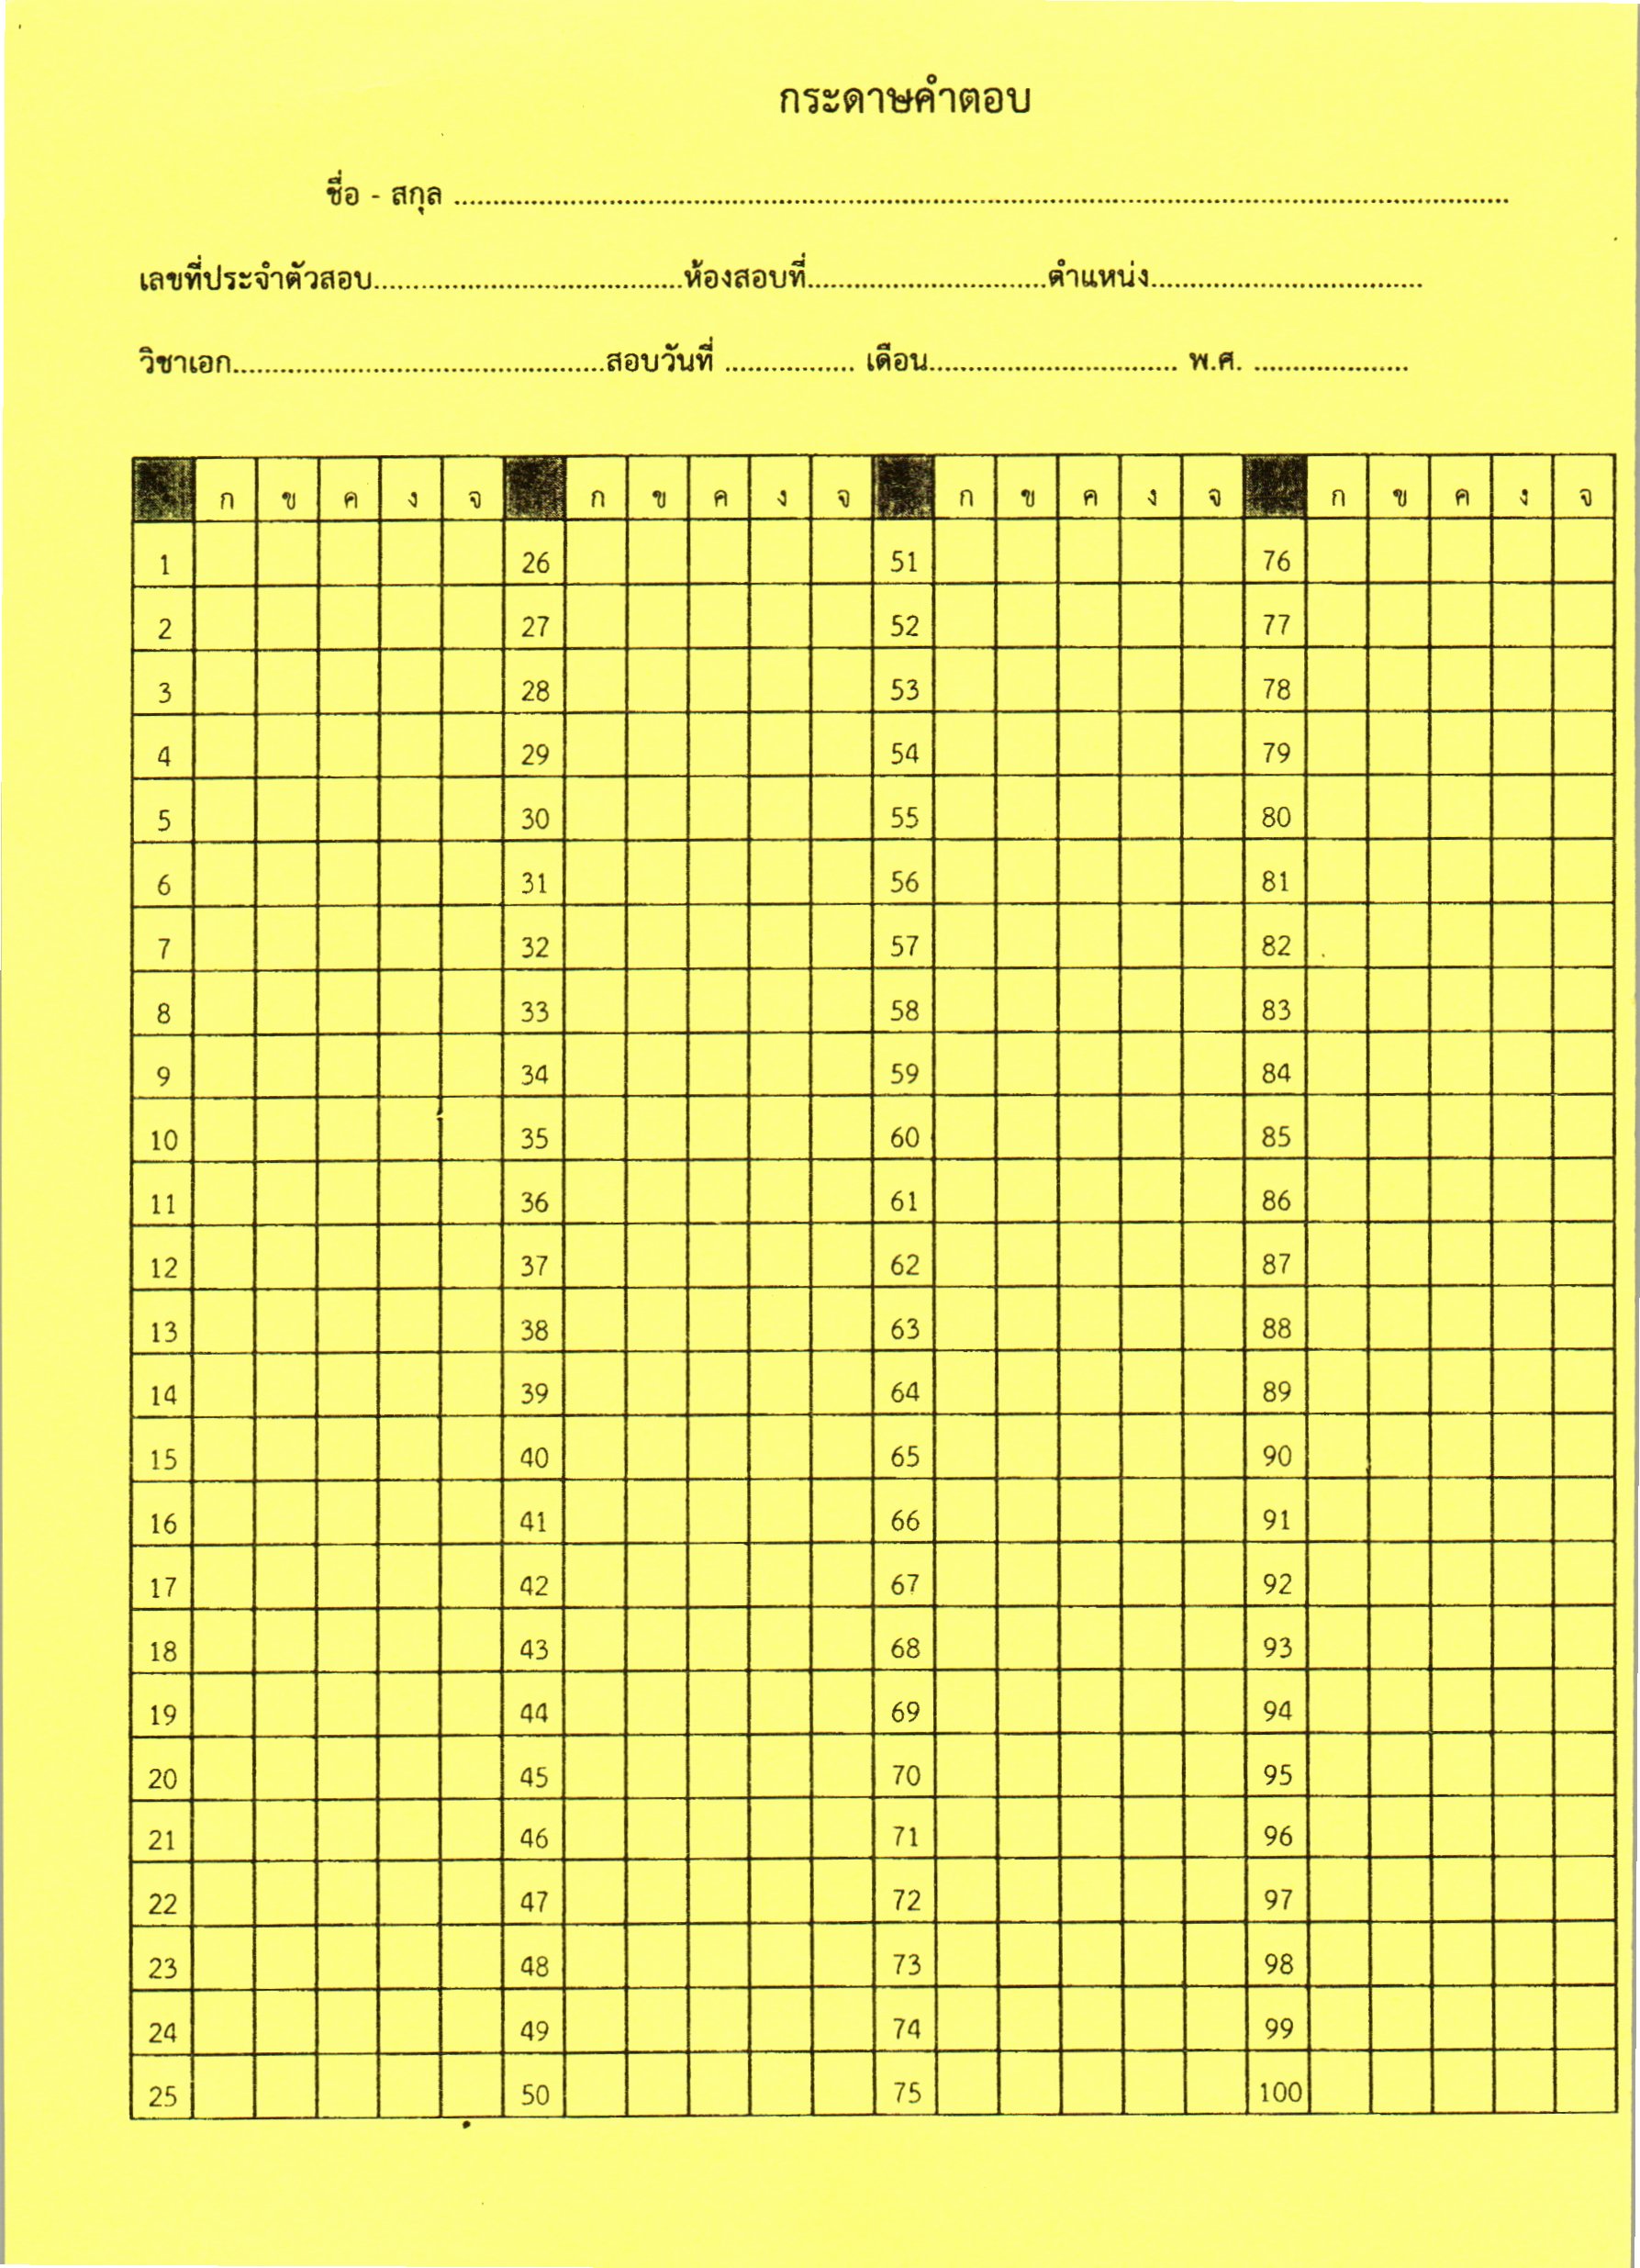 กระดาษคำตอบ
ชื่อ - สกุล ........................................................................................................................................
เลขที่ประจำตัวสอบ........................................ห้องสอบที่...............................ดำแหน่ง...................................
วิชาเอก................................................สอบวันที่ ................. เดือน................................ พ.ศ. ....................
ก ข ค ง จ ก ข ค ง จ ก ข ค ง จ ก ข ค ง จ
1 26 51 76
2 27 52 77
3 28 53 78
4 29 54 79
5 30 55 80
6 31 56 81
7 32 57 82
8 33 58 83
9 34 59 84
10 35 60 85
11 36 61 86
12 37 62 87
13 38 63 88
14 39 64 89
15 40 65 90
16 41 66 91
17 42 67 92
18 43 68 93
19 44 69 94
20 45 70 95
21 46 71 96
22 47 72 97
23 48 73 98
24 49 74 99
25 50 75 100